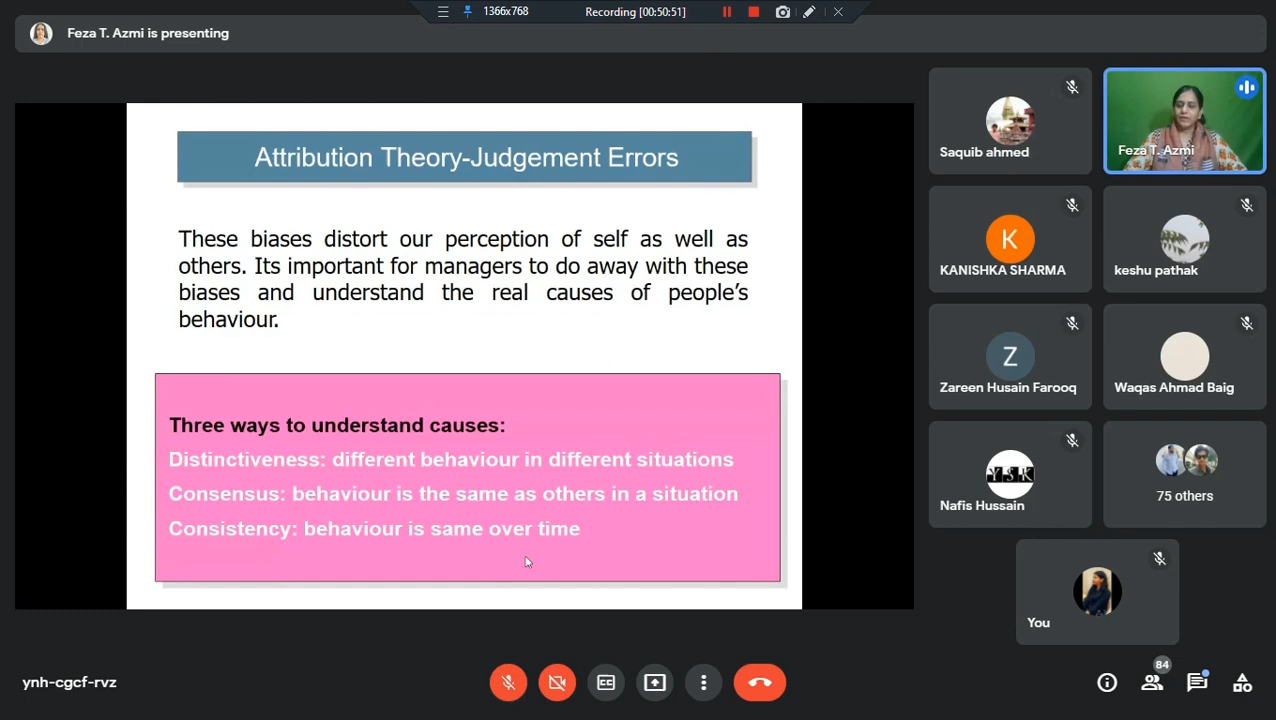 1366x768
Recording [00:50:51]
Feza T. Azmi is presenting
Attribution Theory-Judgement Errors
These biases distort our perception of self as well as
others. Its important for managers to do away with these
biases and understand the real causes of people's
behaviour.
Three ways to understand causes:
Distinctiveness: different behaviour in different situations
Consensus: behaviour is the same as others in a situation
Consistency: behaviour is same over time
Saquib ahmed
Feza T. Azmi
K
KANISHKA SHARMA
keshu pathak
Z
Zareen Husain Farooq
Waqas Ahmad Baig
YSK
Nafis Hussain
75 others
You
ynh-cgcf-rvz
CC
84